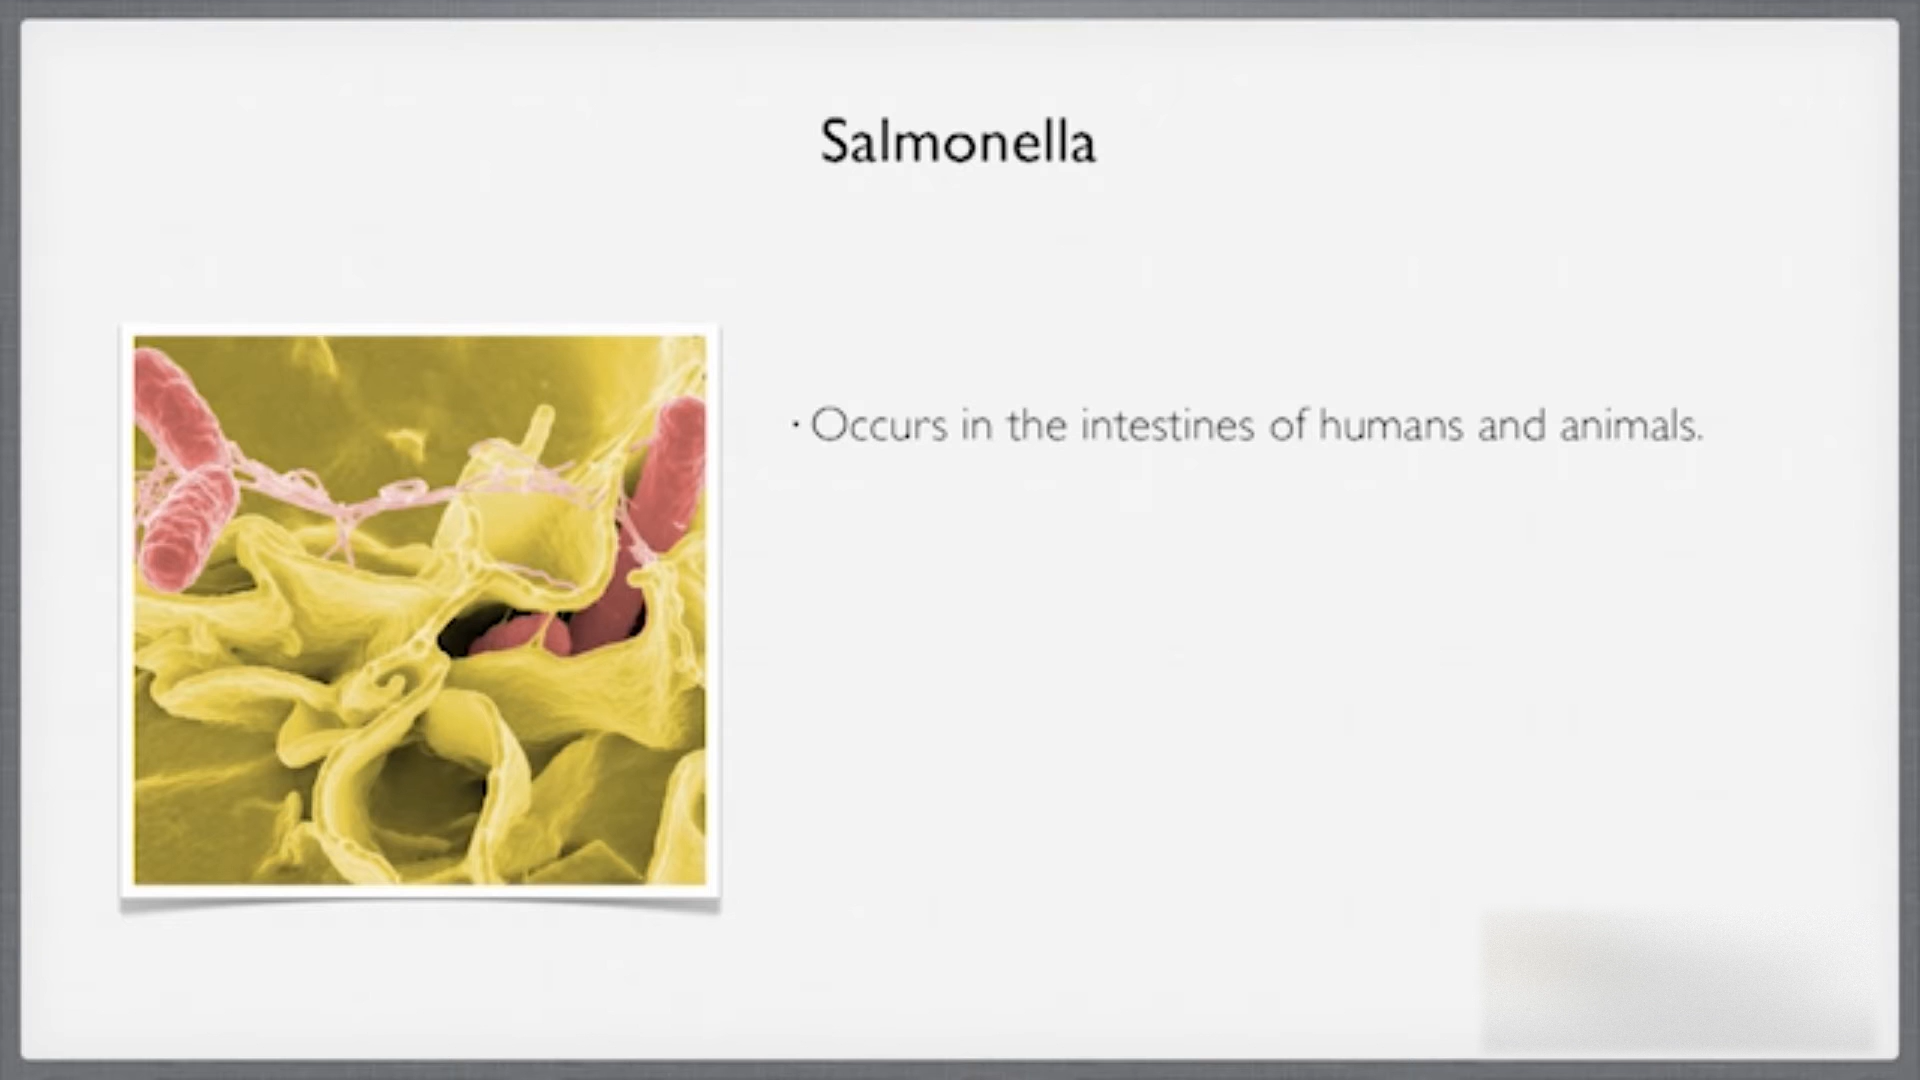 Salmonella
· Occurs in the intestines of humans and animals.